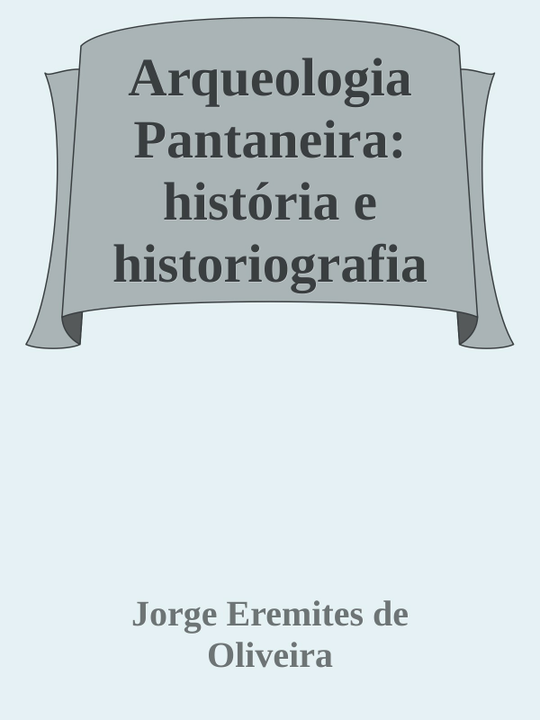 Arqueologia
Pantaneira:
história e
historiografia
Jorge Eremites de
Oliveira